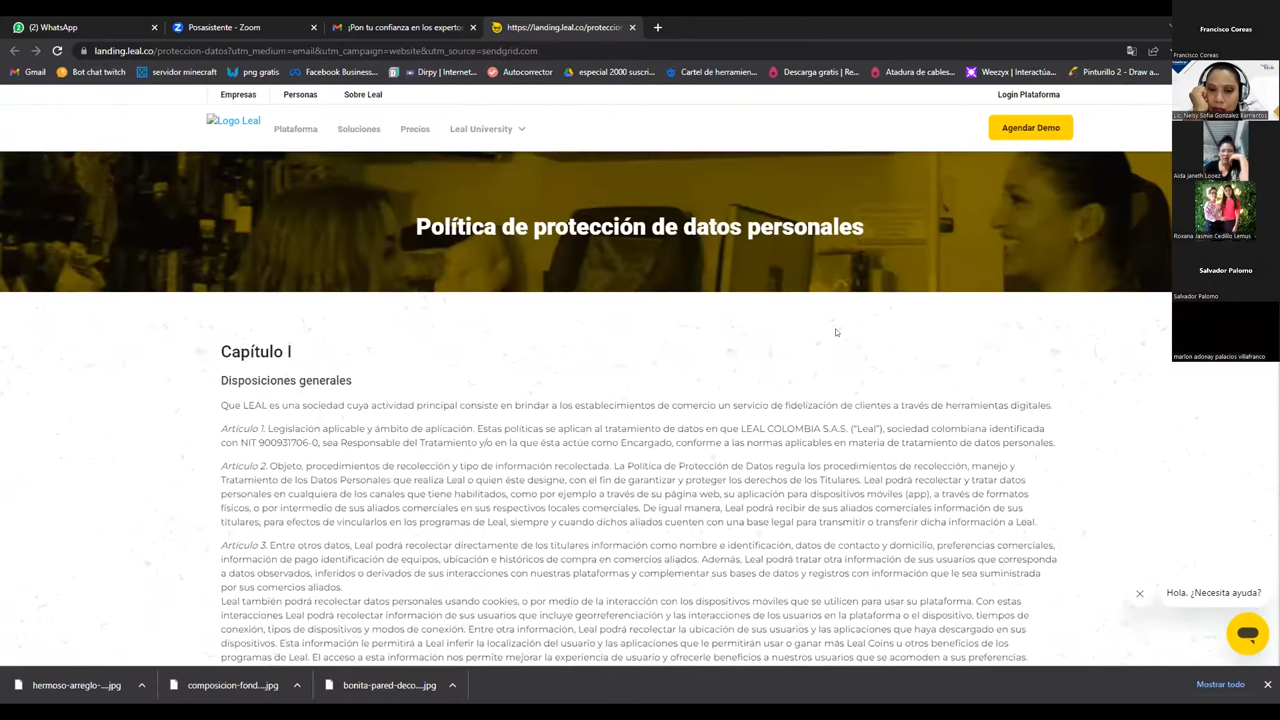 (2) WhatsApp
Posasistente - Zoom
¡Pon tu confianza en los experto
https://landing.leal.co/proteccio
landing.leal.co/proteccion-datos?utm_medium=email&utm_campaign=website&utm_source=sendgrid.com
Gmail
Bot chat twitch
servidor minecraft
png gratis
Facebook Business...
Dirpy | Internet...
Autocorrector
especial 2000 suscri...
Cartel de herramien...
Descarga gratis | Re...
Atadura de cables...
Weezyx | Interactúa...
Pinturillo 2 - Draw a...
Empresas
Personas
Sobre Leal
Login Plataforma
Logo Leal
Plataforma
Soluciones
Precios
Leal University
Agendar Demo
Política de protección de datos personales
Capítulo I
Disposiciones generales
Que LEAL es una sociedad cuya actividad principal consiste en brindar a los establecimientos de comercio un servicio de fidelización de clientes a través de herramientas digitales.
Artículo 1. Legislación aplicable y ámbito de aplicación. Estas políticas se aplican al tratamiento de datos en que LEAL COLOMBIA S.A.S. (“Leal”), sociedad colombiana identificada
con NIT 900931706-0, sea Responsable del Tratamiento y/o en la que ésta actúe como Encargado, conforme a las normas aplicables en materia de tratamiento de datos personales.
Artículo 2. Objeto, procedimientos de recolección y tipo de información recolectada. La Política de Protección de Datos regula los procedimientos de recolección, manejo y
Tratamiento de los Datos Personales que realiza Leal o quien éste designe, con el fin de garantizar y proteger los derechos de los Titulares. Leal podrá recolectar y tratar datos
personales en cualquiera de los canales que tiene habilitados, como por ejemplo a través de su página web, su aplicación para dispositivos móviles (app), a través de formatos
físicos, o por intermedio de sus aliados comerciales en sus respectivos locales comerciales. De igual manera, Leal podrá recibir de sus aliados comerciales información de sus
titulares, para efectos de vincularlos en los programas de Leal, siempre y cuando dichos aliados cuenten con una base legal para transmitir o transferir dicha información a Leal.
Artículo 3. Entre otros datos, Leal podrá recolectar directamente de los titulares información como nombre e identificación, datos de contacto y domicilio, preferencias comerciales,
información de pago identificación de equipos, ubicación e históricos de compra en comercios aliados. Además, Leal podrá tratar otra información de sus usuarios que corresponda
a datos observados, inferidos o derivados de sus interacciones con nuestras plataformas y complementar sus bases de datos y registros con información que le sea suministrada
por sus comercios aliados.
Leal también podrá recolectar datos personales usando cookies, o por medio de la interacción con los dispositivos móviles que se utilicen para usar su plataforma. Con estas
interacciones Leal podrá recolectar información de sus usuarios que incluye georreferenciación y las interacciones de los usuarios en la plataforma o el dispositivo, tiempos de
conexión, tipos de dispositivos y modos de conexión. Entre otra información, Leal podrá recolectar la ubicación de sus usuarios y las aplicaciones que haya descargado en sus
dispositivos. Esta información le permitirá a Leal inferir la localización del usuario y las aplicaciones que le permitirán usar o ganar más Leal Coins u otros beneficios de los
programas de Leal. El acceso a esta información nos permite mejorar la experiencia de usuario y ofrecerle beneficios a nuestros usuarios que se acomoden a sus preferencias.
Hola. ¿Necesita ayuda?
hermoso-arreglo-....jpg
composicion-fond....jpg
bonita-pared-deco....jpg
Mostrar todo
Francisco Coreas
Francisco Coreas
Lic. Nelsy Sofia Gonzalez Barrientos
Aida janeth Looez
Roxana Jasmin Cedillo Lemus
Salvador Palomo
Salvador Palomo
marlon adonay palacios villafranco